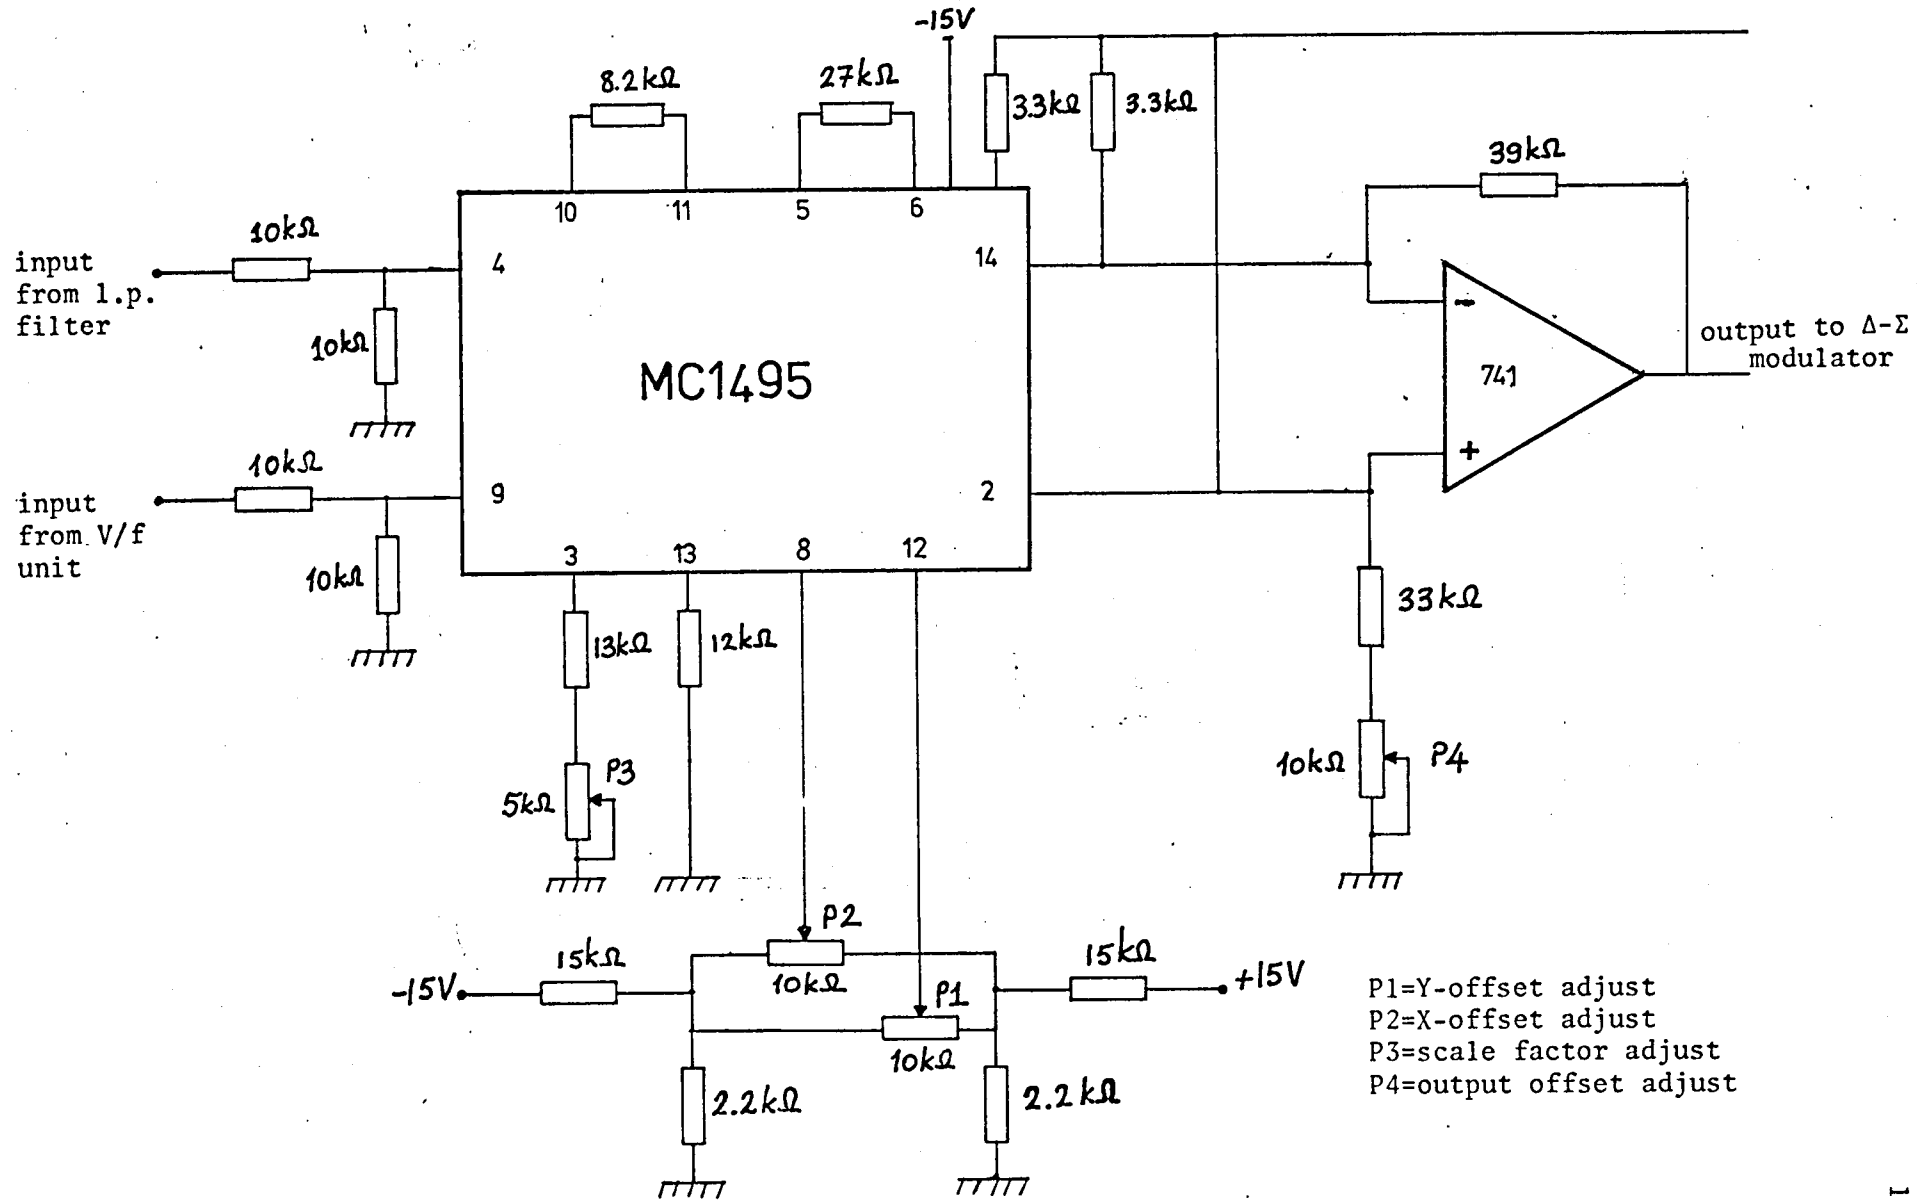 -15V
8.2kΩ
27kΩ
3.3kΩ
3.3kΩ
39kΩ
10
11
5
6
10kΩ
input
from l.p.
filter
4
14
10kΩ
MC1495
-
741
+
output to Δ-Σ
modulator
10kΩ
input
from V/f
unit
9
2
10kΩ
3
13
8
12
33kΩ
13kΩ
12kΩ
P3
5kΩ
10kΩ
P4
P2
15kΩ
-15V
10kΩ
P1
10kΩ
15kΩ
+15V
2.2kΩ
2.2kΩ
P1=Y-offset adjust
P2=X-offset adjust
P3=scale factor adjust
P4=output offset adjust